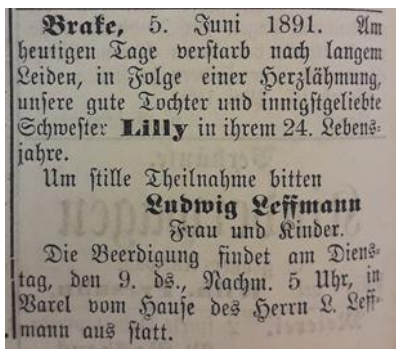 Brake, 5. Juni 1891. Am
heutigen Tage verstarb nach langem
Leiden, in Folge einer Herzlähmung,
unsere gute Tochter und innigstgeliebte
Schwester Lilly in ihrem 24. Lebens-
jahre.
Um stille Theilnahme bitten
Ludwig Leffmann
Frau und Kinder.
Die Beerdigung findet am Diens-
tag, den 9. ds., Nachm. 5 Uhr, in
Varel vom Hause des Herrn L. Leff-
mann aus statt.